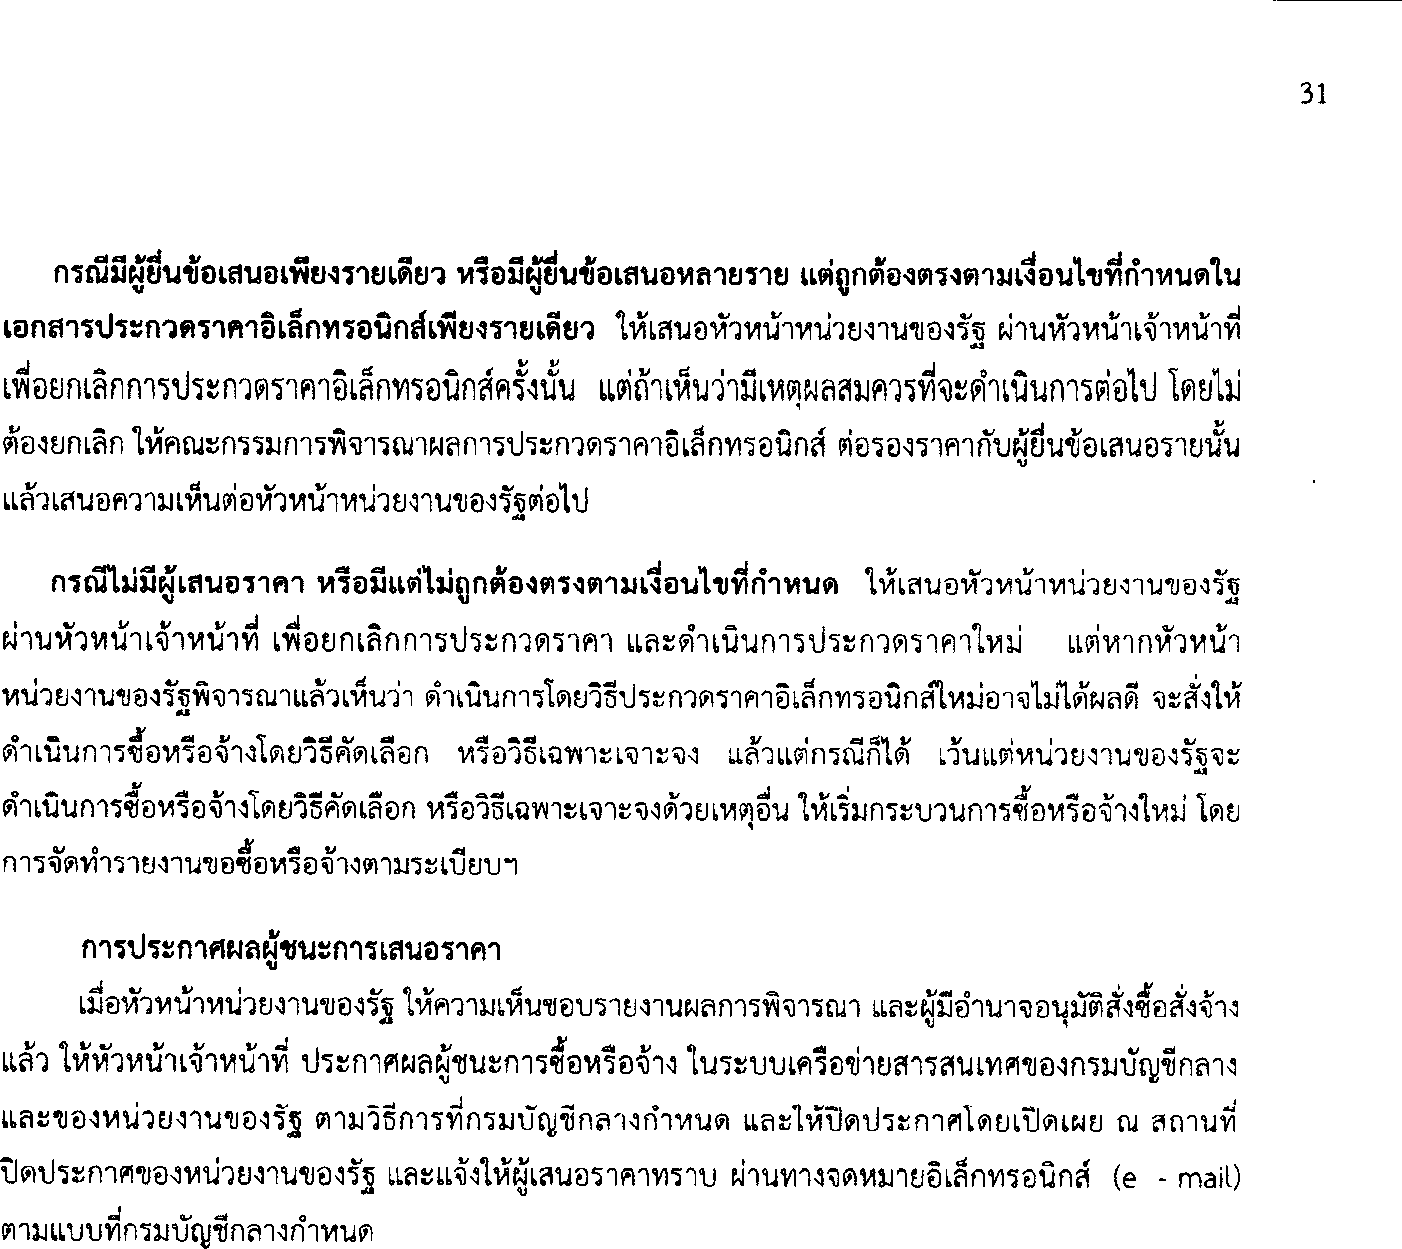 31
กรณีมีผู้ยื่นข้อเสนอเพียงรายเดียว หรือมีผู้ยื่นข้อเสนอหลายราย แต่ถูกต้องตรงตามเงื่อนไขที่กำหนดใน
เอกสารประกวดราคาอิเล็กทรอนิกส์เพียงรายเดียว ให้เสนอหัวหน้าหน่วยงานของรัฐ ผ่านหัวหน้าเจ้าหน้าที่
เพื่อยกเลิกการประกวดราคาอิเล็กทรอนิกส์ครั้งนั้น แต่ถ้าเห็นว่ามีเหตุผลสมควรที่จะดำเนินการต่อไป โดยไม่
ต้องยกเลิก ให้คณะกรรมการพิจารณาผลการประกวดราคาอิเล็กทรอนิกส์ ต่อรองราคากับผู้ยื่นข้อเสนอรายนั้น
แล้วเสนอความเห็นต่อหัวหน้าหน่วยงานของรัฐต่อไป
กรณีไม่มีผู้เสนอราคา หรือมีแต่ไม่ถูกต้องตรงตามเงื่อนไขที่กำหนด ให้เสนอหัวหน้าหน่วยงานของรัฐ
ผ่านหัวหน้าเจ้าหน้าที่ เพื่อยกเลิกการประกวดราคา และดำเนินการประกวดราคาใหม่ แต่หากหัวหน้า
หน่วยงานของรัฐพิจารณาแล้วเห็นว่า ดำเนินการโดยวิธีประกวดราคาอิเล็กทรอนิกส์ใหม่อาจไม่ได้ผลดี จะสั่งให้
ดำเนินการซื้อหรือจ้างโดยวิธีคัดเลือก หรือวิธีเฉพาะเจาะจง แล้วแต่กรณีก็ได้ เว้นแต่หน่วยงานของรัฐจะ
ดำเนินการซื้อหรือจ้างโดยวิธีคัดเลือก หรือวิธีเฉพาะเจาะจงด้วยเหตุอื่น ให้เริ่มกระบวนการซื้อหรือจ้างใหม่ โดย
การจัดทำรายงานขอซื้อหรือจ้างตามระเบียบฯ
การประกาศผลผู้ชนะการเสนอราคา
เมื่อหัวหน้าหน่วยงานของรัฐ ให้ความเห็นชอบรายงานผลการพิจารณา และผู้มีอำนาจอนุมัติสั่งซื้อสั่งจ้าง
แล้ว ให้หัวหน้าเจ้าหน้าที่ ประกาศผลผู้ชนะการซื้อหรือจ้าง ในระบบเครือข่ายสารสนเทศของกรมบัญชีกลาง
และของหน่วยงานของรัฐ ตามวิธีการที่กรมบัญชีกลางกำหนด และให้ปิดประกาศโดยเปิดเผย ณ สถานที่
ปิดประกาศของหน่วยงานของรัฐ และแจ้งให้ผู้เสนอราคาทราบ ผ่านทางจดหมายอิเล็กทรอนิกส์ (e - mail)
ตามแบบที่กรมบัญชีกลางกำหนด